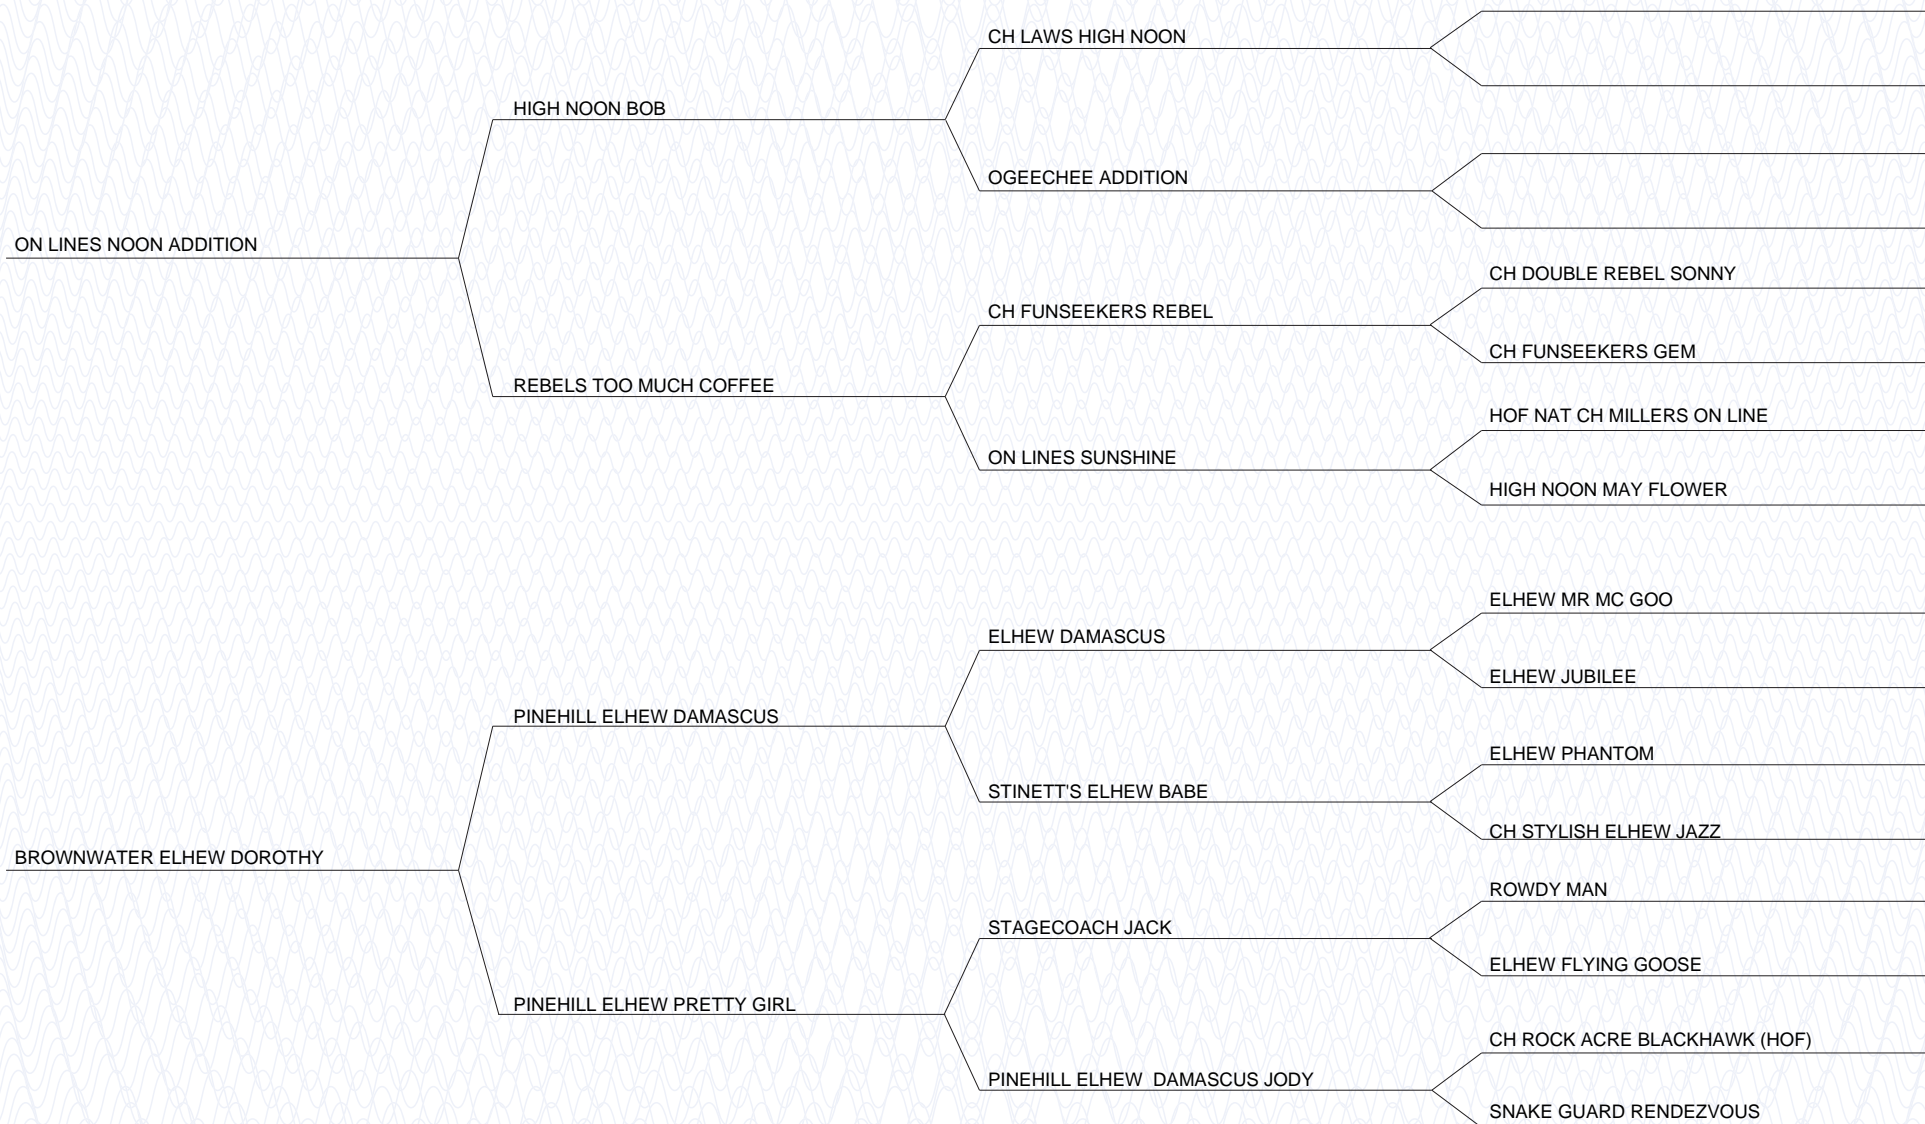 CH LAWS HIGH NOON
HIGH NOON BOB
OGEECHEE ADDITION
ON LINES NOON ADDITION
CH DOUBLE REBEL SONNY
CH FUNSEEKERS REBEL
CH FUNSEEKERS GEM
REBELS TOO MUCH COFFEE
HOF NAT CH MILLERS ON LINE
ON LINES SUNSHINE
HIGH NOON MAY FLOWER
ELHEW MR MC GOO
ELHEW DAMASCUS
ELHEW JUBILEE
PINEHILL ELHEW DAMASCUS
ELHEW PHANTOM
STINETT'S ELHEW BABE
CH STYLISH ELHEW JAZZ
BROWNWATER ELHEW DOROTHY
ROWDY MAN
STAGECOACH JACK
ELHEW FLYING GOOSE
PINEHILL ELHEW PRETTY GIRL
CH ROCK ACRE BLACKHAWK (HOF)
PINEHILL ELHEW  DAMASCUS JODY
SNAKE GUARD RENDEZVOUS